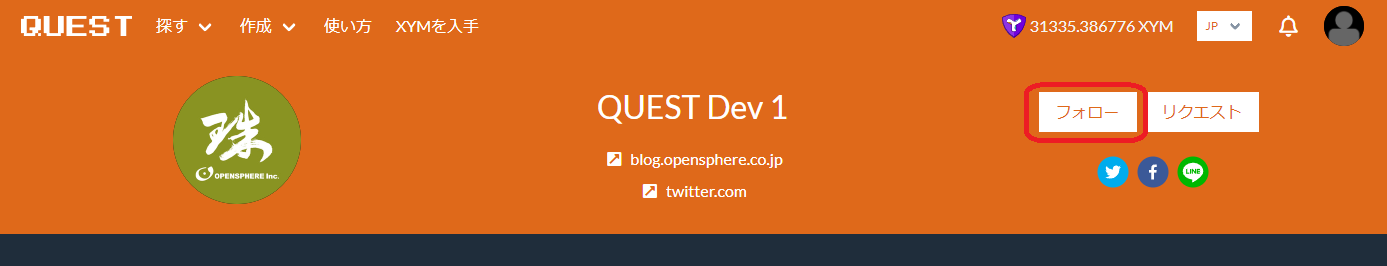 QUEST 探す 作成 使い方 XYMを入手 31335.386776 XYM JP
珠
OPENSPHERE Inc.
QUEST Dev 1
blog.opensphere.co.jp
twitter.com
フォロー リクエスト
LINE